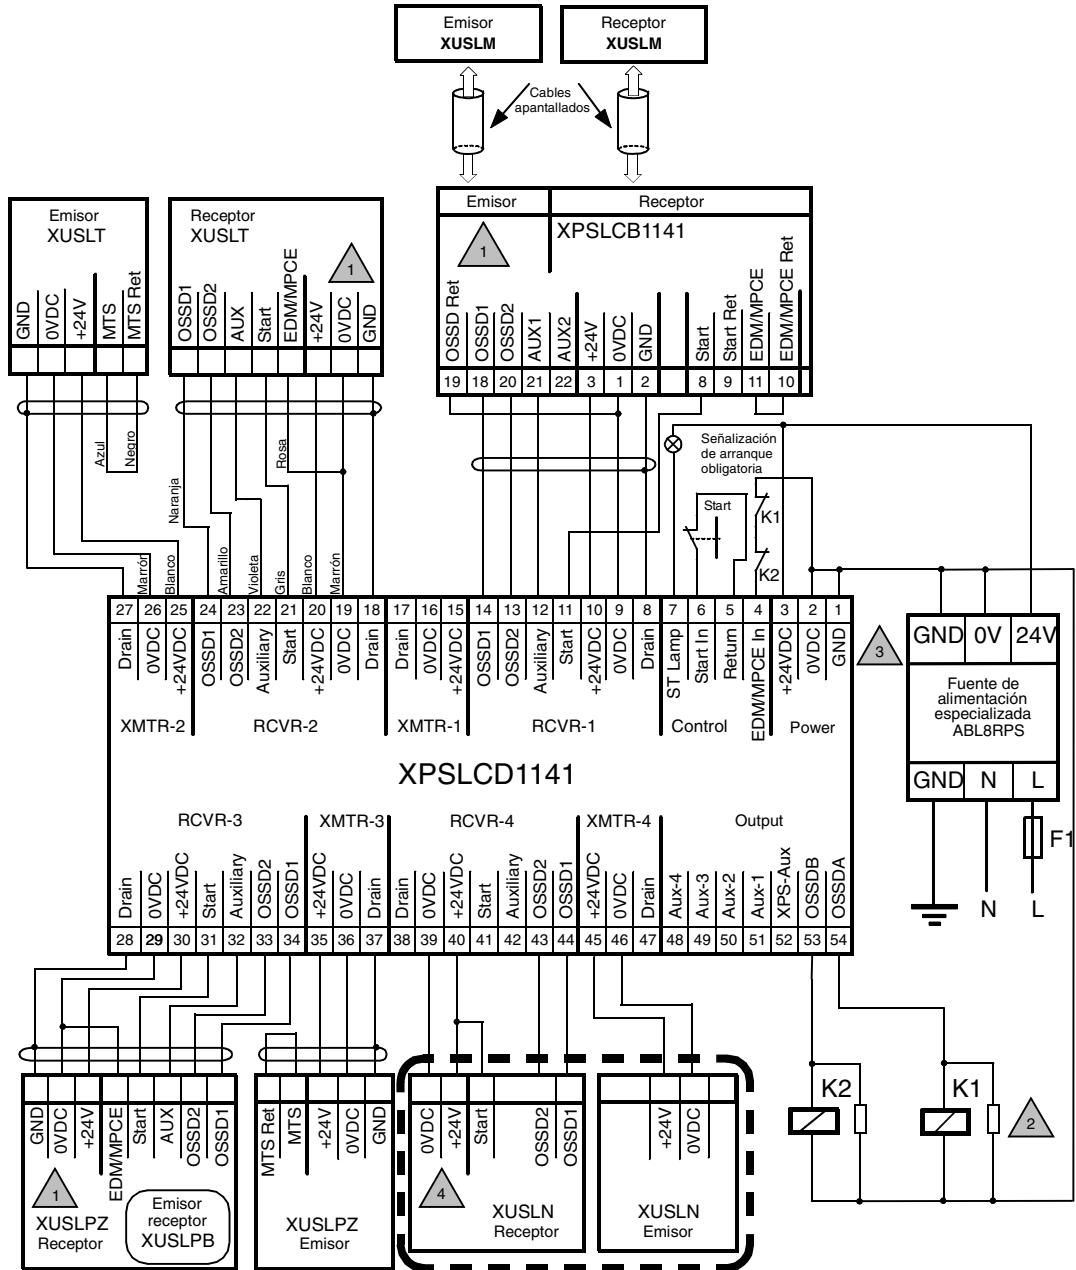 Emisor
XUSLM
Receptor
XUSLM
Cables
apantallados
Emisor
XUSLT
GND
0VDC
+24V
MTS
MTS Ret
Receptor
XUSLT
1
OSSD1
OSSD2
AUX
Start
EDM/MPCE
+24V
0VDC
GND
Emisor
Receptor
1
XPSLCB1141
OSSD Ret
OSSD1
OSSD2
AUX1
AUX2
+24V
0VDC
GND
Start
Start Ret
EDM/MPCE
EDM/MPCE Ret
19 18 20 21 22 3 1 2 8 9 11 10
Azul
Negro
Rosa
Naranja
Señalización
de arranque
obligatoria
Start
K1
K2
Marrón
Blanco
Amarillo
Violeta
Gris
Blanco
Marrón
27 26 25 24 23 22 21 20 19 18 17 16 15 14 13 12 11 10 9 8 7 6 5 4 3 2 1
Drain
0VDC
+24VDC
OSSD1
OSSD2
Auxiliary
Start
+24VDC
0VDC
Drain
Drain
0VDC
+24VDC
OSSD1
OSSD2
Auxiliary
Start
+24VDC
0VDC
Drain
ST Lamp
Start In
Return
EDM/MPCE In
+24VDC
0VDC
GND
XMTR-2
RCVR-2
XMTR-1
RCVR-1
Control
Power
3
GND 0V 24V
Fuente de
alimentación
especializada
ABL8RPS
GND N L
F1
N L
XPSLCD1141
RCVR-3
XMTR-3
RCVR-4
XMTR-4
Output
Drain
0VDC
+24VDC
Start
Auxiliary
OSSD2
OSSD1
+24VDC
0VDC
Drain
Drain
0VDC
+24VDC
Start
Auxiliary
OSSD2
OSSD1
+24VDC
0VDC
Drain
Aux-4
Aux-3
Aux-2
Aux-1
XPS-Aux
OSSDB
OSSDA
28 29 30 31 32 33 34 35 36 37 38 39 40 41 42 43 44 45 46 47 48 49 50 51 52 53 54
GND
0VDC
+24V
EDM/MPCE
Start
AUX
OSSD2
OSSD1
1
XUSLPZ
Receptor
Emisor
receptor
XUSLPB
MTS Ret
MTS
+24V
0VDC
GND
XUSLPZ
Emisor
0VDC
+24V
Start
OSSD2
OSSD1
4
XUSLN
Receptor
+24V
0VDC
XUSLN
Emisor
K2
K1
2